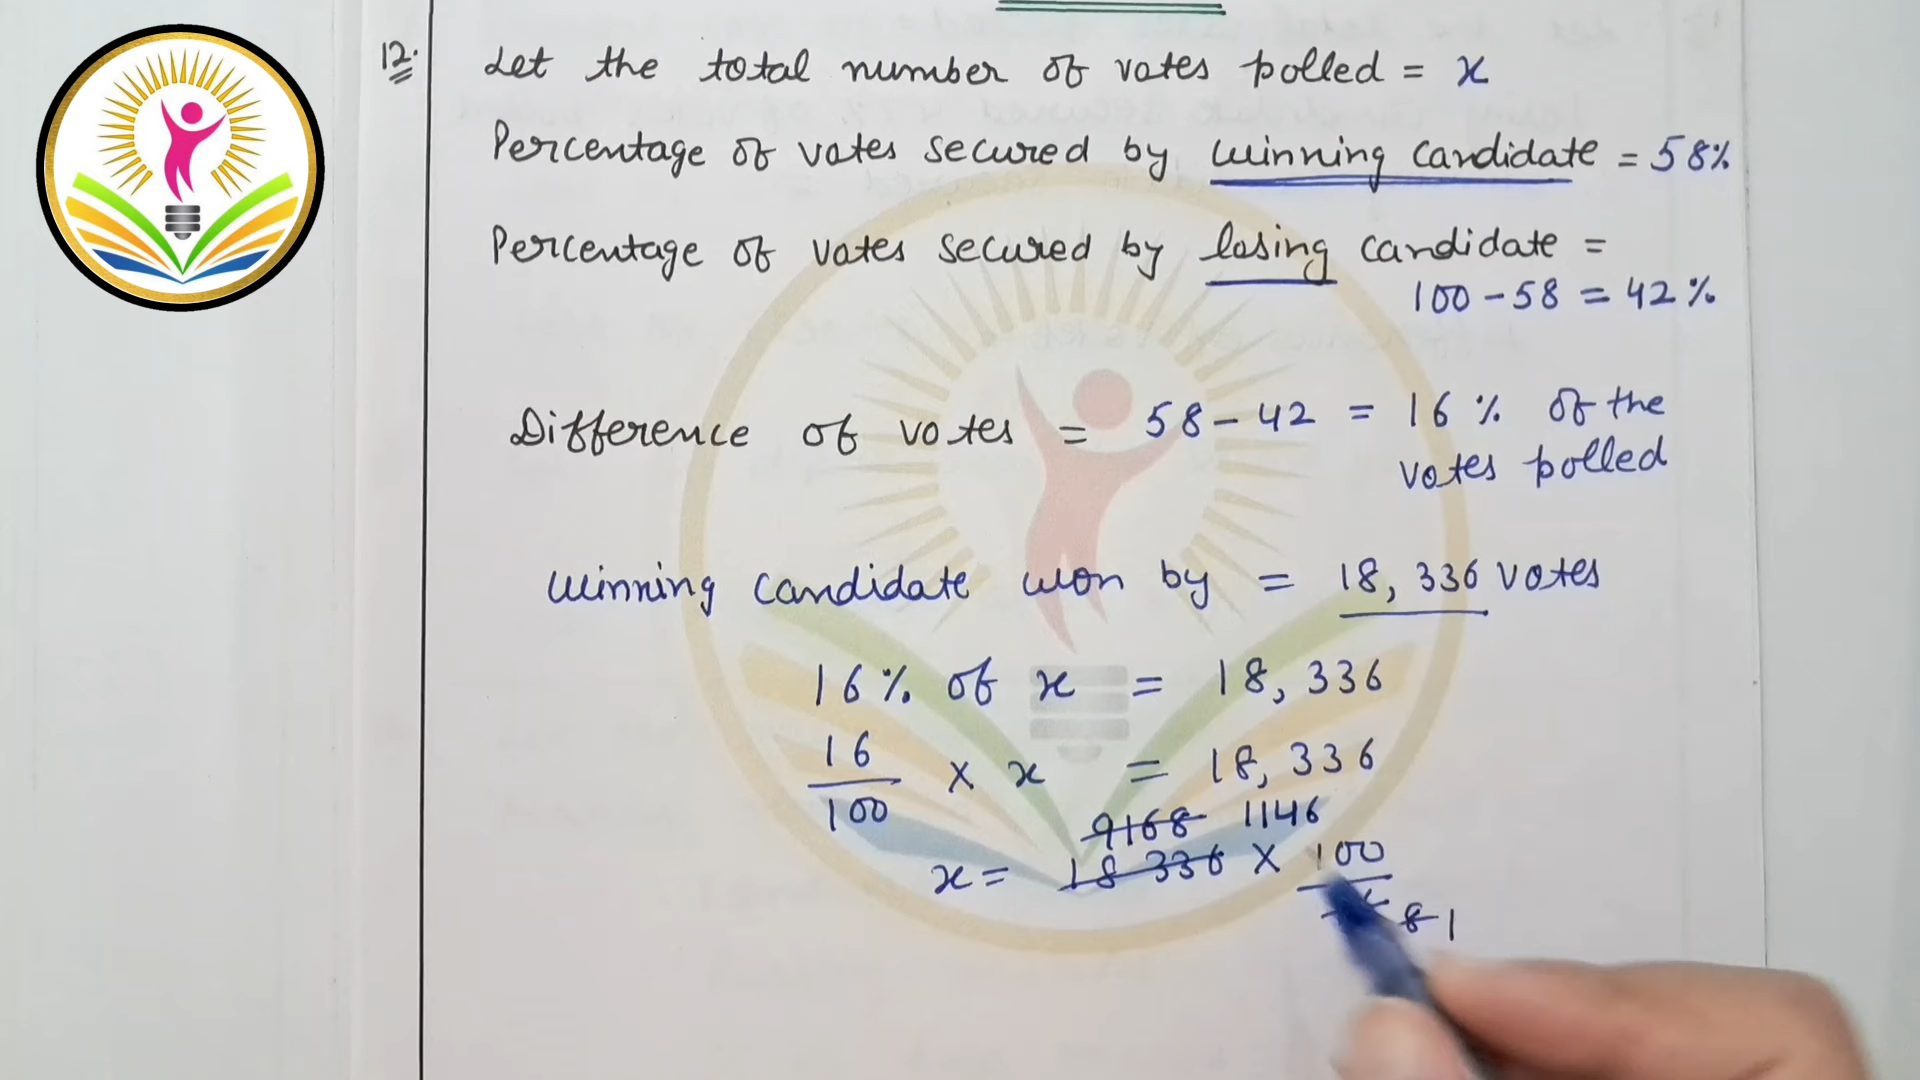 12. Let the total number of votes polled = x
Percentage of votes secured by winning candidate = 58%
Percentage of votes secured by losing candidate =
100 - 58 = 42%
Difference of votes = 58 - 42 = 16% of the
votes polled
Winning candidate won by = 18,336 votes
16% of x = 18,336
16/100 × x = 18,336
9168 1146
x = 18336 × 100
8 1